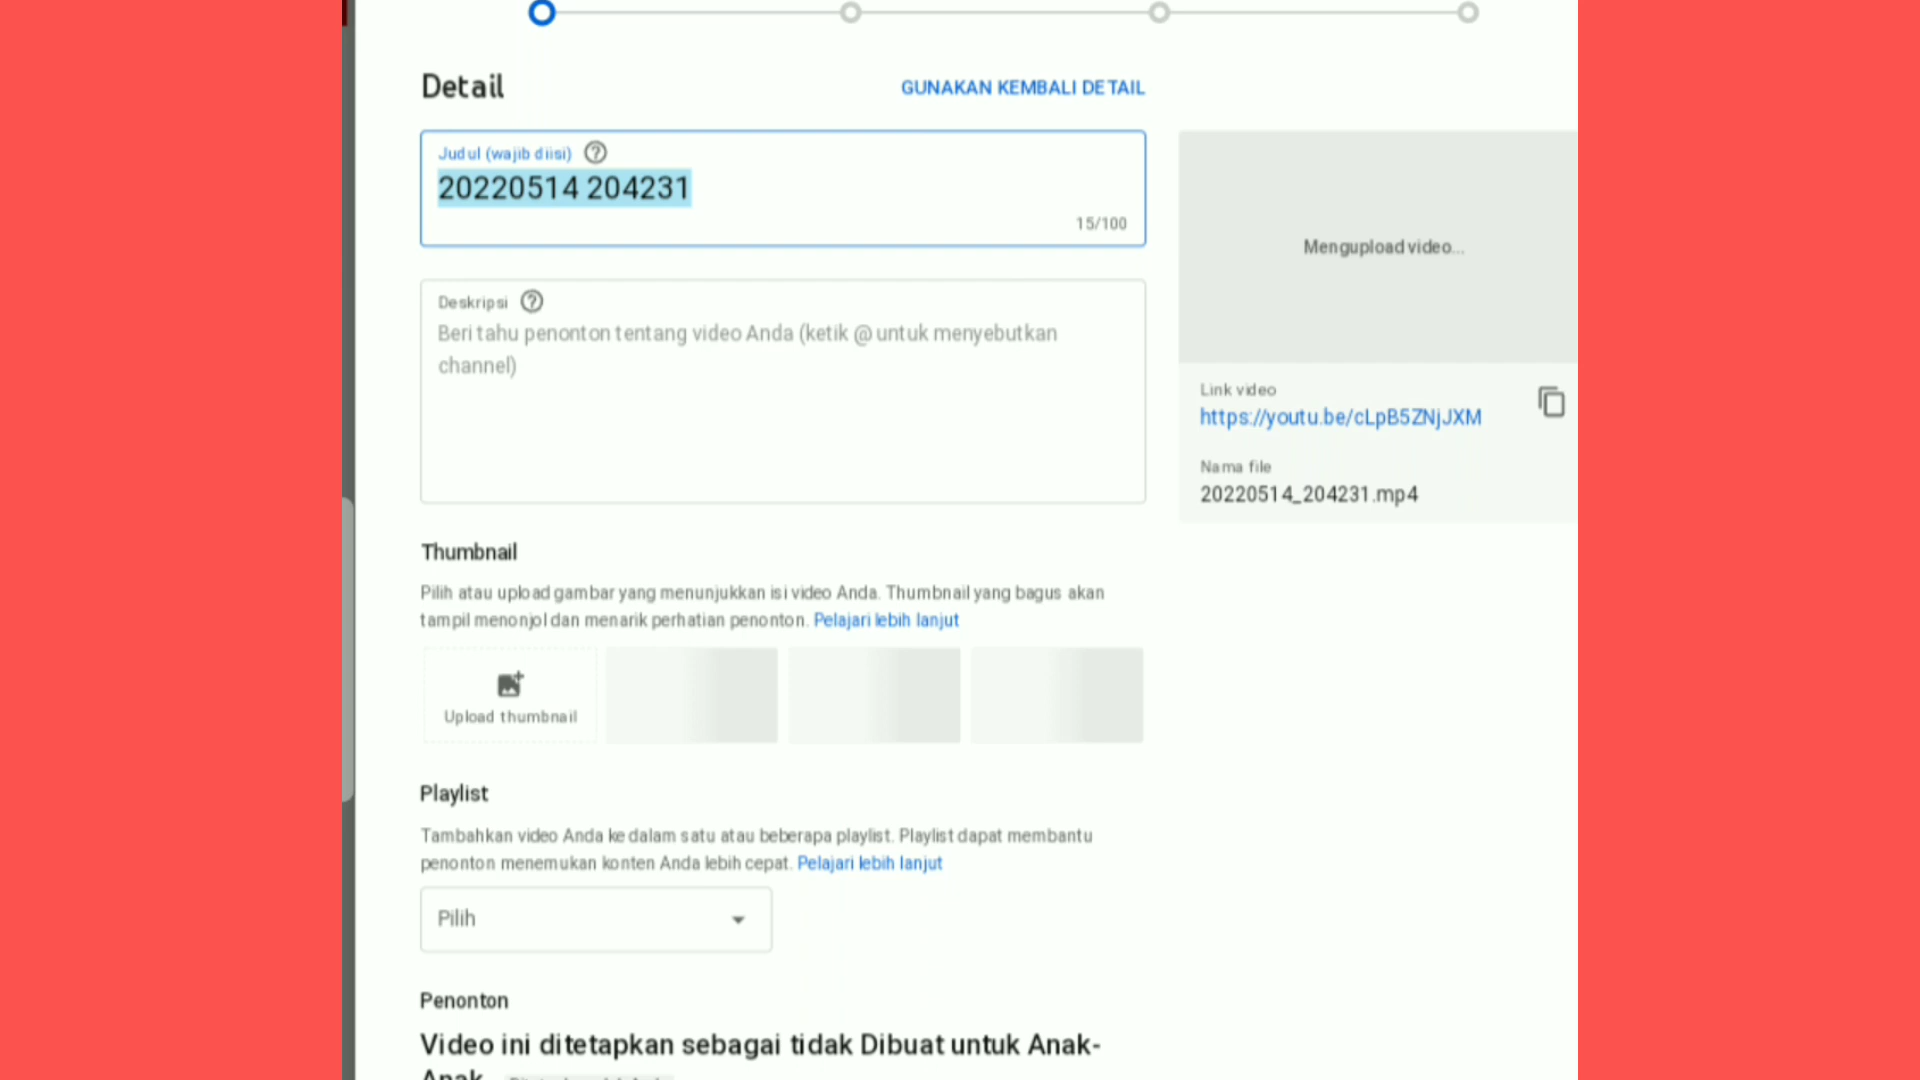 Detail
GUNAKAN KEMBALI DETAIL
Judul (wajib diisi)
20220514 204231
15/100
Mengupload video...
Deskripsi
Beri tahu penonton tentang video Anda (ketik @ untuk menyebutkan
channel)
Link video
https://youtu.be/cLpB5ZNjJXM
Nama file
20220514_204231.mp4
Thumbnail
Pilih atau upload gambar yang menunjukkan isi video Anda. Thumbnail yang bagus akan
tampil menonjol dan menarik perhatian penonton. Pelajari lebih lanjut
Upload thumbnail
Playlist
Tambahkan video Anda ke dalam satu atau beberapa playlist. Playlist dapat membantu
penonton menemukan konten Anda lebih cepat. Pelajari lebih lanjut
Pilih
Penonton
Video ini ditetapkan sebagai tidak Dibuat untuk Anak-
Anak